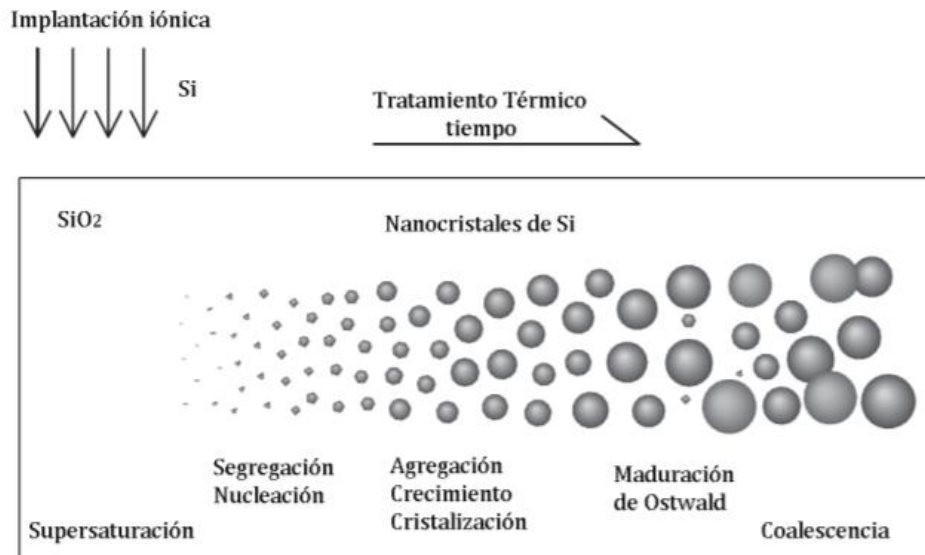 Implantación iónica
Si
Tratamiento Térmico
tiempo
SiO2
Nanocristales de Si
Segregación
Nucleación
Agregación
Crecimiento
Cristalización
Maduración
de Ostwald
Supersaturación
Coalescencia